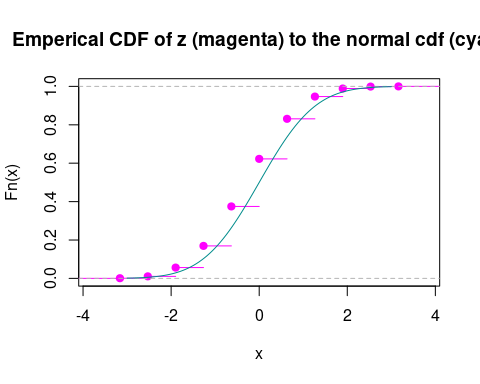 Emperical CDF of z (magenta) to the normal cdf (cya
Fn(x)
1.0
0.8
0.6
0.4
0.2
0.0
-4 -2 0 2 4
x